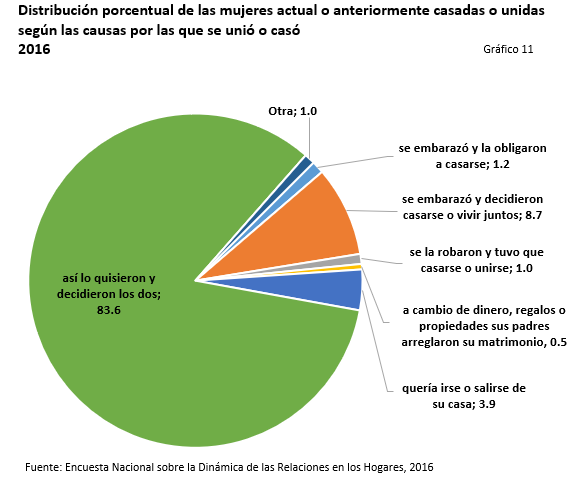 Distribución porcentual de las mujeres actual o anteriormente casadas o unidas
según las causas por las que se unió o casó
2016
Gráfico 11
Otra; 1.0
se embarazó y la obligaron
a casarse; 1.2
se embarazó y decidieron
casarse o vivir juntos; 8.7
se la robaron y tuvo que
casarse o unirse; 1.0
así lo quisieron y
decidieron los dos;
83.6
a cambio de dinero, regalos o
propiedades sus padres
arreglaron su matrimonio, 0.5
quería irse o salirse de
su casa; 3.9
Fuente: Encuesta Nacional sobre la Dinámica de las Relaciones en los Hogares, 2016